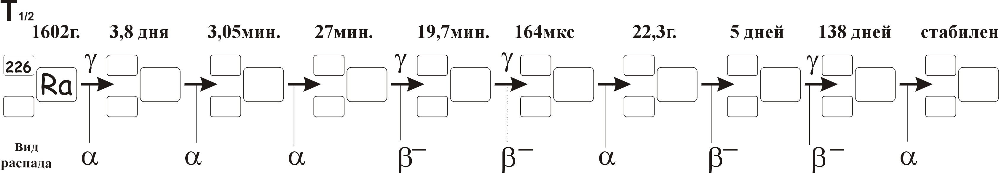 T 1/2
1602г. 3,8 дня 3,05мин. 27мин. 19,7мин. 164мкс 22,3г. 5 дней 138 дней стабилен
γ γ γ γ
226
Ra
вид
распада
α α α β− β− α β− β− α